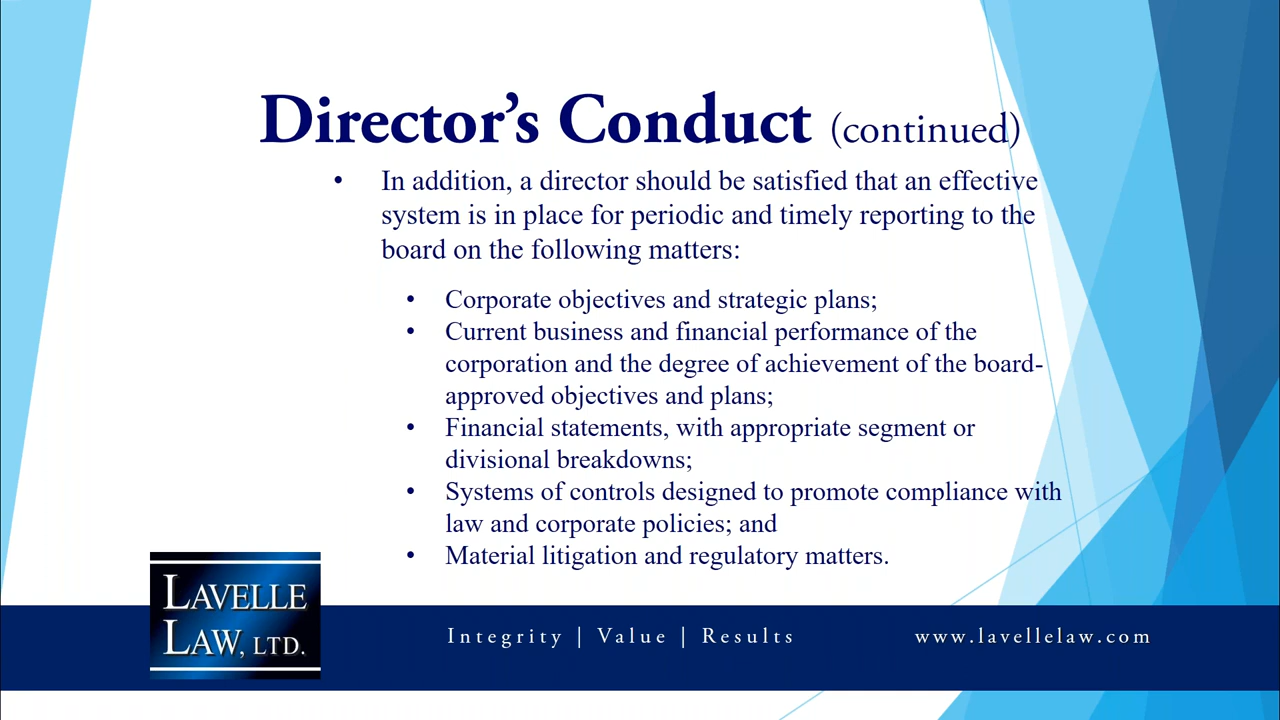 Director's Conduct (continued)
• In addition, a director should be satisfied that an effective
system is in place for periodic and timely reporting to the
board on the following matters:
• Corporate objectives and strategic plans;
• Current business and financial performance of the
corporation and the degree of achievement of the board-
approved objectives and plans;
• Financial statements, with appropriate segment or
divisional breakdowns;
• Systems of controls designed to promote compliance with
law and corporate policies; and
• Material litigation and regulatory matters.
LAVELLE
LAW, LTD.
Integrity | Value | Results
www.lavellelaw.com